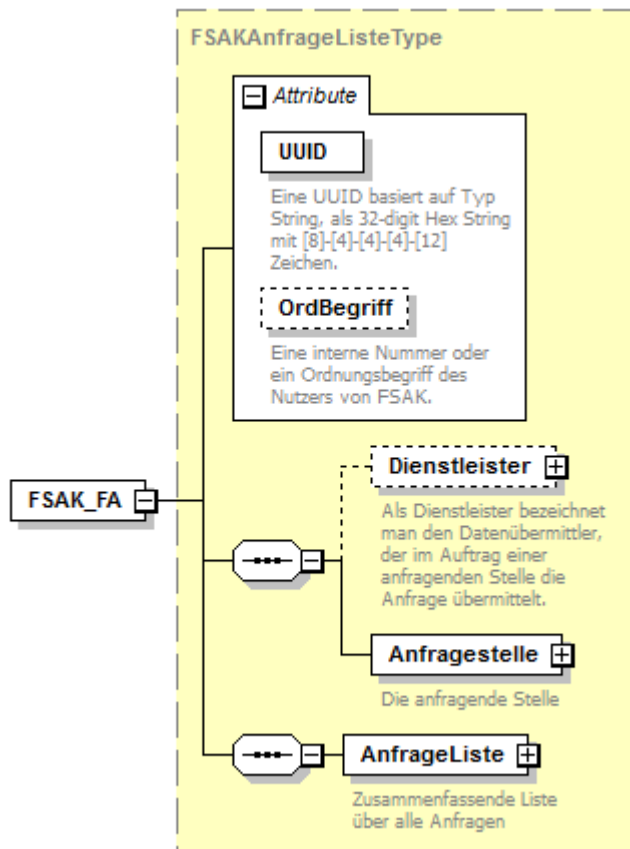 FSAKAnfrageListeType
Attribute
UUID
Eine UUID basiert auf Typ
String, als 32-digit Hex String
mit [8]-[4]-[4]-[4]-[12]
Zeichen.
OrdBegriff
Eine interne Nummer oder
ein Ordnungsbegriff des
Nutzers von FSAK.
FSAK_FA
Dienstleister
Als Dienstleister bezeichnet
man den Datenübermittler,
der im Auftrag einer
anfragenden Stelle die
Anfrage übermittelt.
Anfragestelle
Die anfragende Stelle
AnfrageListe
Zusammenfassende Liste
über alle Anfragen